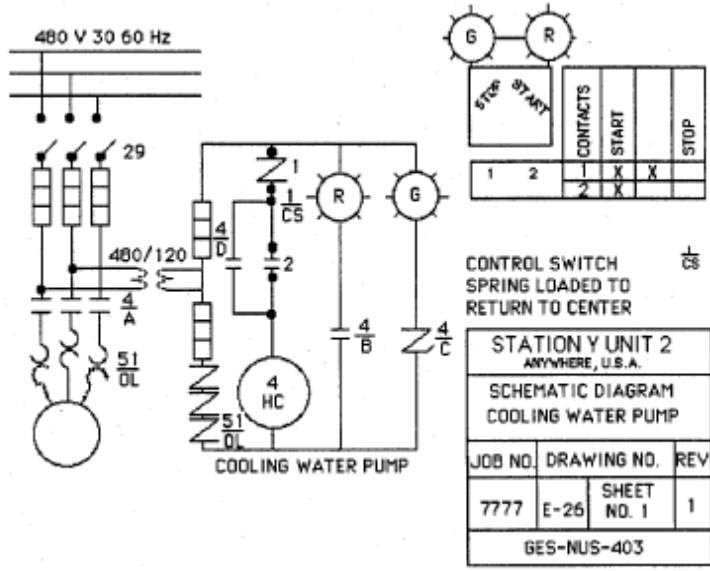 480 V 30 60 Hz
29
480/120
4
A
51
OL
4
D
1
1
CS
2
4
HC
R
G
4
B
4
C
51
OL
COOLING WATER PUMP
G
R
STOP
START
CONTACTS
START
STOP
1 2
1 X X
2 X
CONTROL SWITCH
SPRING LOADED TO
RETURN TO CENTER
1
CS
STATION Y UNIT 2
ANYWHERE, U.S.A.
SCHEMATIC DIAGRAM
COOLING WATER PUMP
JOB NO. DRAWING NO. REV
7777 E-26 SHEET NO. 1 1
GES-NUS-403